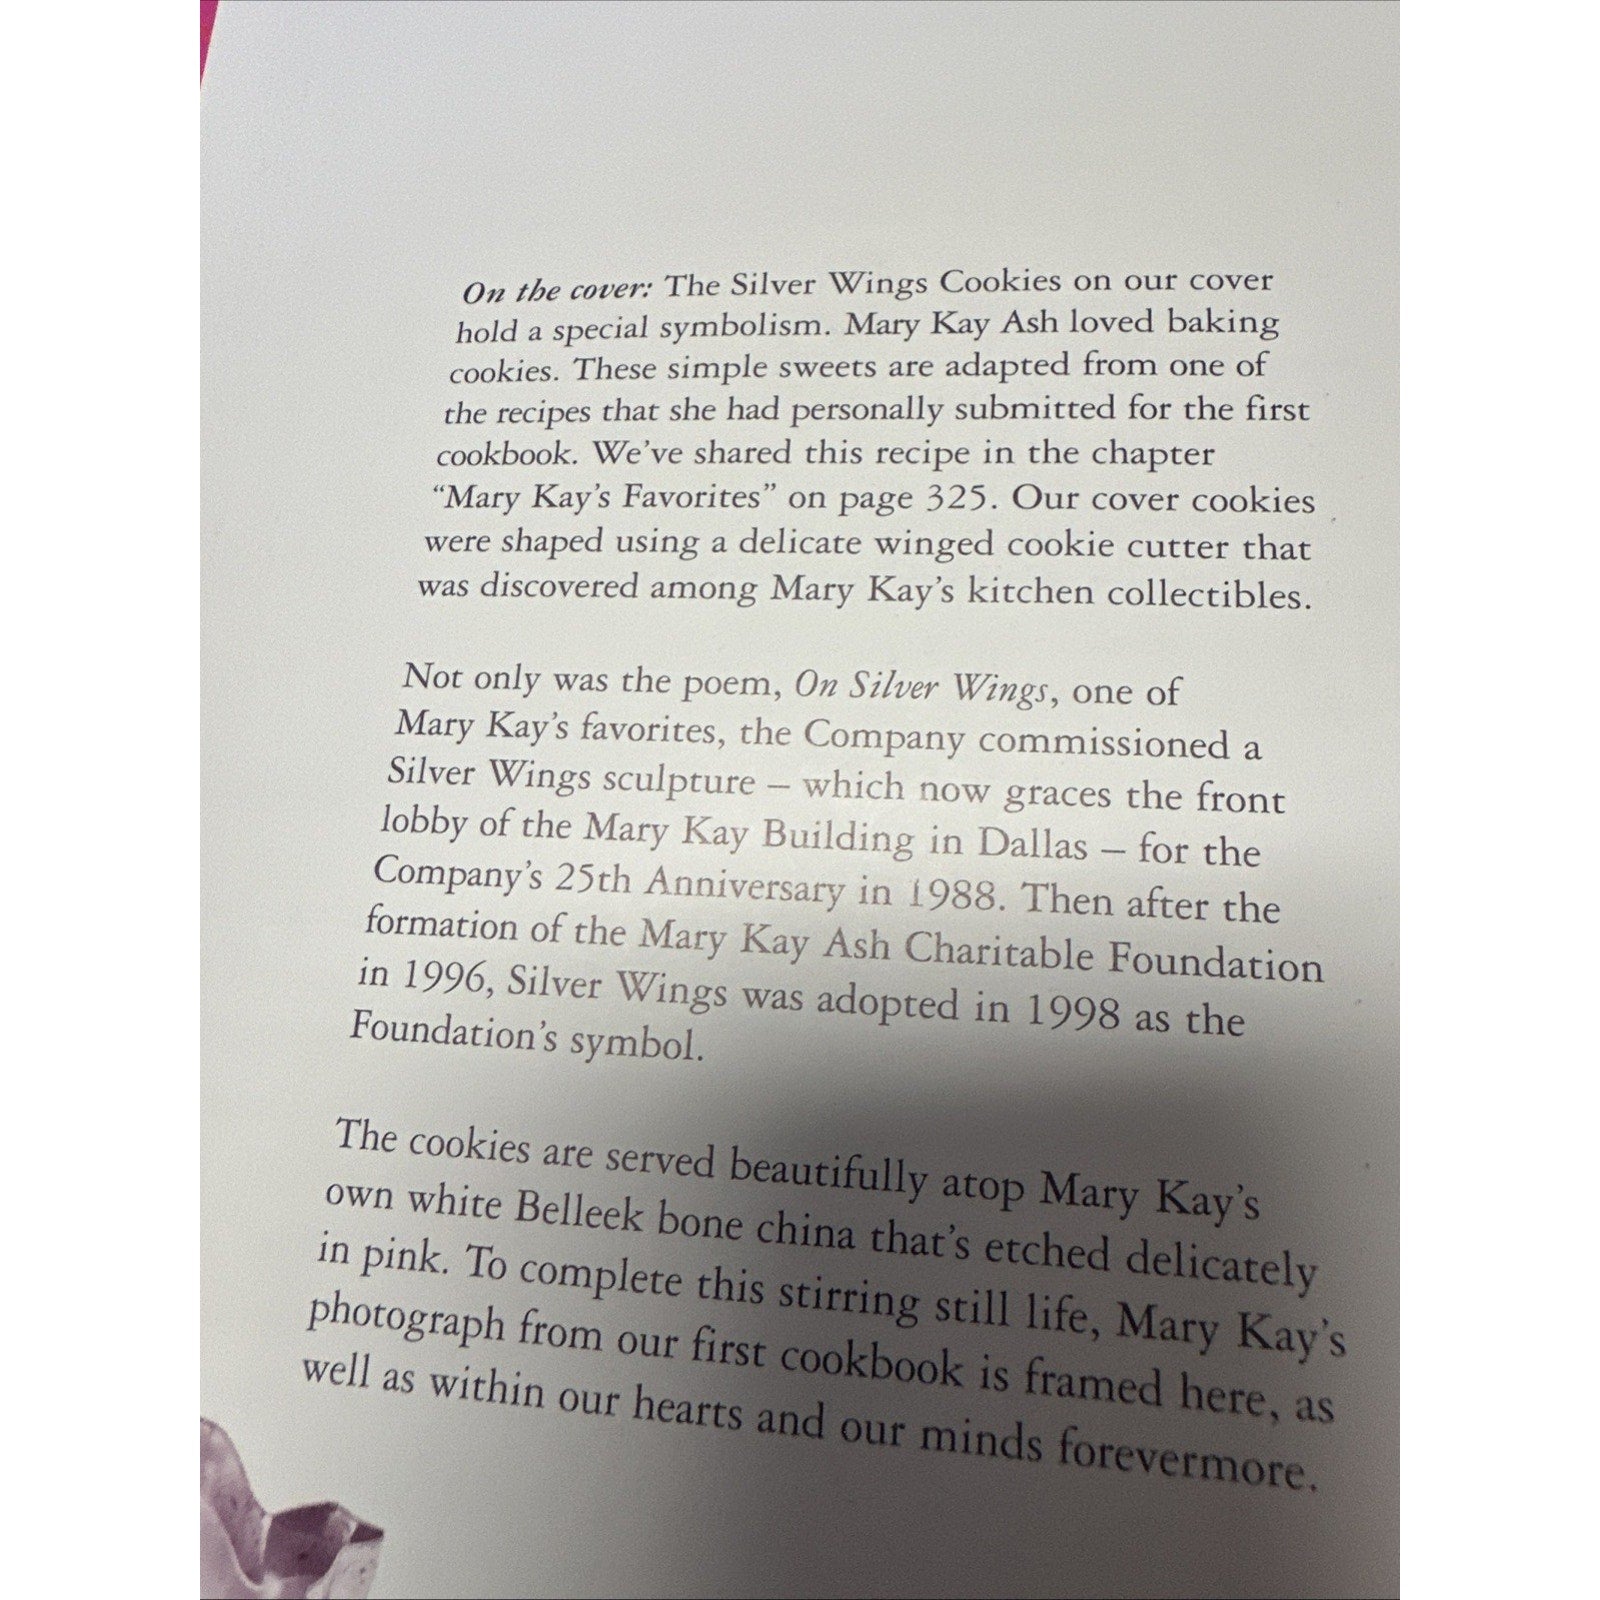 On the cover: The Silver Wings Cookies on our cover
hold a special symbolism. Mary Kay Ash loved baking
cookies. These simple sweets are adapted from one of
the recipes that she had personally submitted for the first
cookbook. We've shared this recipe in the chapter
“Mary Kay's Favorites” on page 325. Our cover cookies
were shaped using a delicate winged cookie cutter that
was discovered among Mary Kay's kitchen collectibles.
Not only was the poem, On Silver Wings, one of
Mary Kay's favorites, the Company commissioned a
Silver Wings sculpture – which now graces the front
lobby of the Mary Kay Building in Dallas – for the
Company's 25th Anniversary in 1988. Then after the
formation of the Mary Kay Ash Charitable Foundation
in 1996, Silver Wings was adopted in 1998 as the
Foundation's symbol.
The cookies are served beautifully atop Mary Kay's
own white Belleek bone china that's etched delicately
in pink. To complete this stirring still life, Mary Kay's
photograph from our first cookbook is framed here, as
well as within our hearts and our minds forevermore.